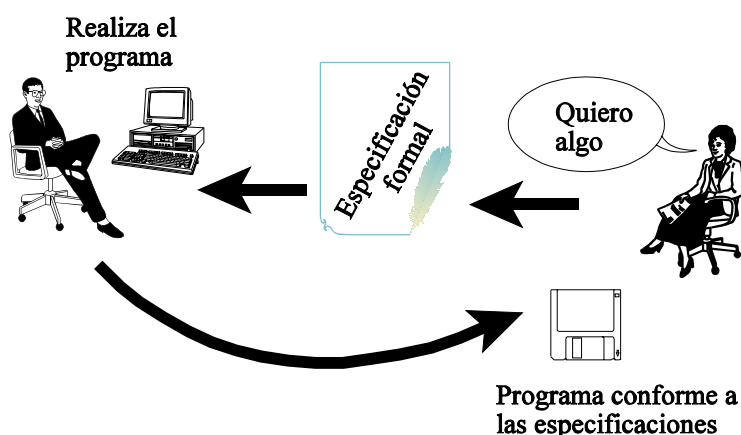 Realiza el
programa
Especificación
formal
Quiero
algo
Programa conforme a
las especificaciones